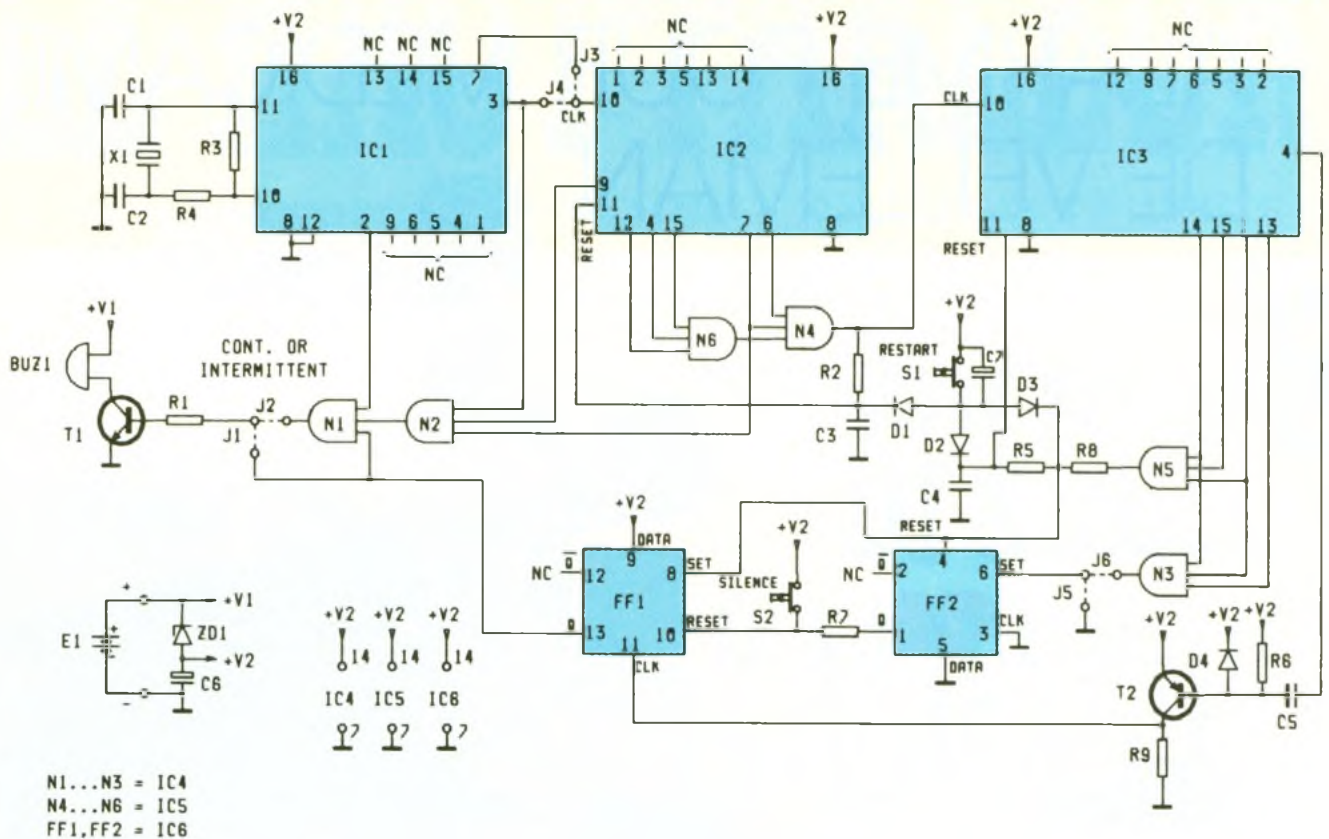 +V2
NC NC NC
16 13 14 15 7
C1
X1
C2
R3
R4
11
10
IC1
3
8 12 2 9 6 5 4 1
NC
J3
J4
CLK
NC
1 2 3 5 13 14
+V2
16
10
IC2
9
11
RESET
12 4 15 7 6 8
+V2
NC
16 12 9 7 6 5 3 2
CLK
10
IC3
4
11 8 14 15 1 13
RESET
+V1
BUZ1
CONT. OR
INTERMITTENT
T1
R1
J2
J1
N1
N2
N6
N4
R2
C3
+V2
RESTART
S1
C7
D1
D2
D3
C4
R5
R8
N5
+V2
DATA
9
NC
Q
12
8
SET
FF1
Q
13
10
RESET
11
CLK
+V2
SILENCE
S2
R7
RESET
4
NC
Q
2
6
SET
FF2
1
3
CLK
Q
5
DATA
J6
J5
N3
+V2
+V2
+V2
D4
R6
T2
C5
R9
+
E1
+
-
-
+V1
ZD1
+V2
C6
+V2 +V2 +V2
14 14 14
IC4 IC5 IC6
7 7 7
N1...N3 = IC4
N4...N6 = IC5
FF1,FF2 = IC6